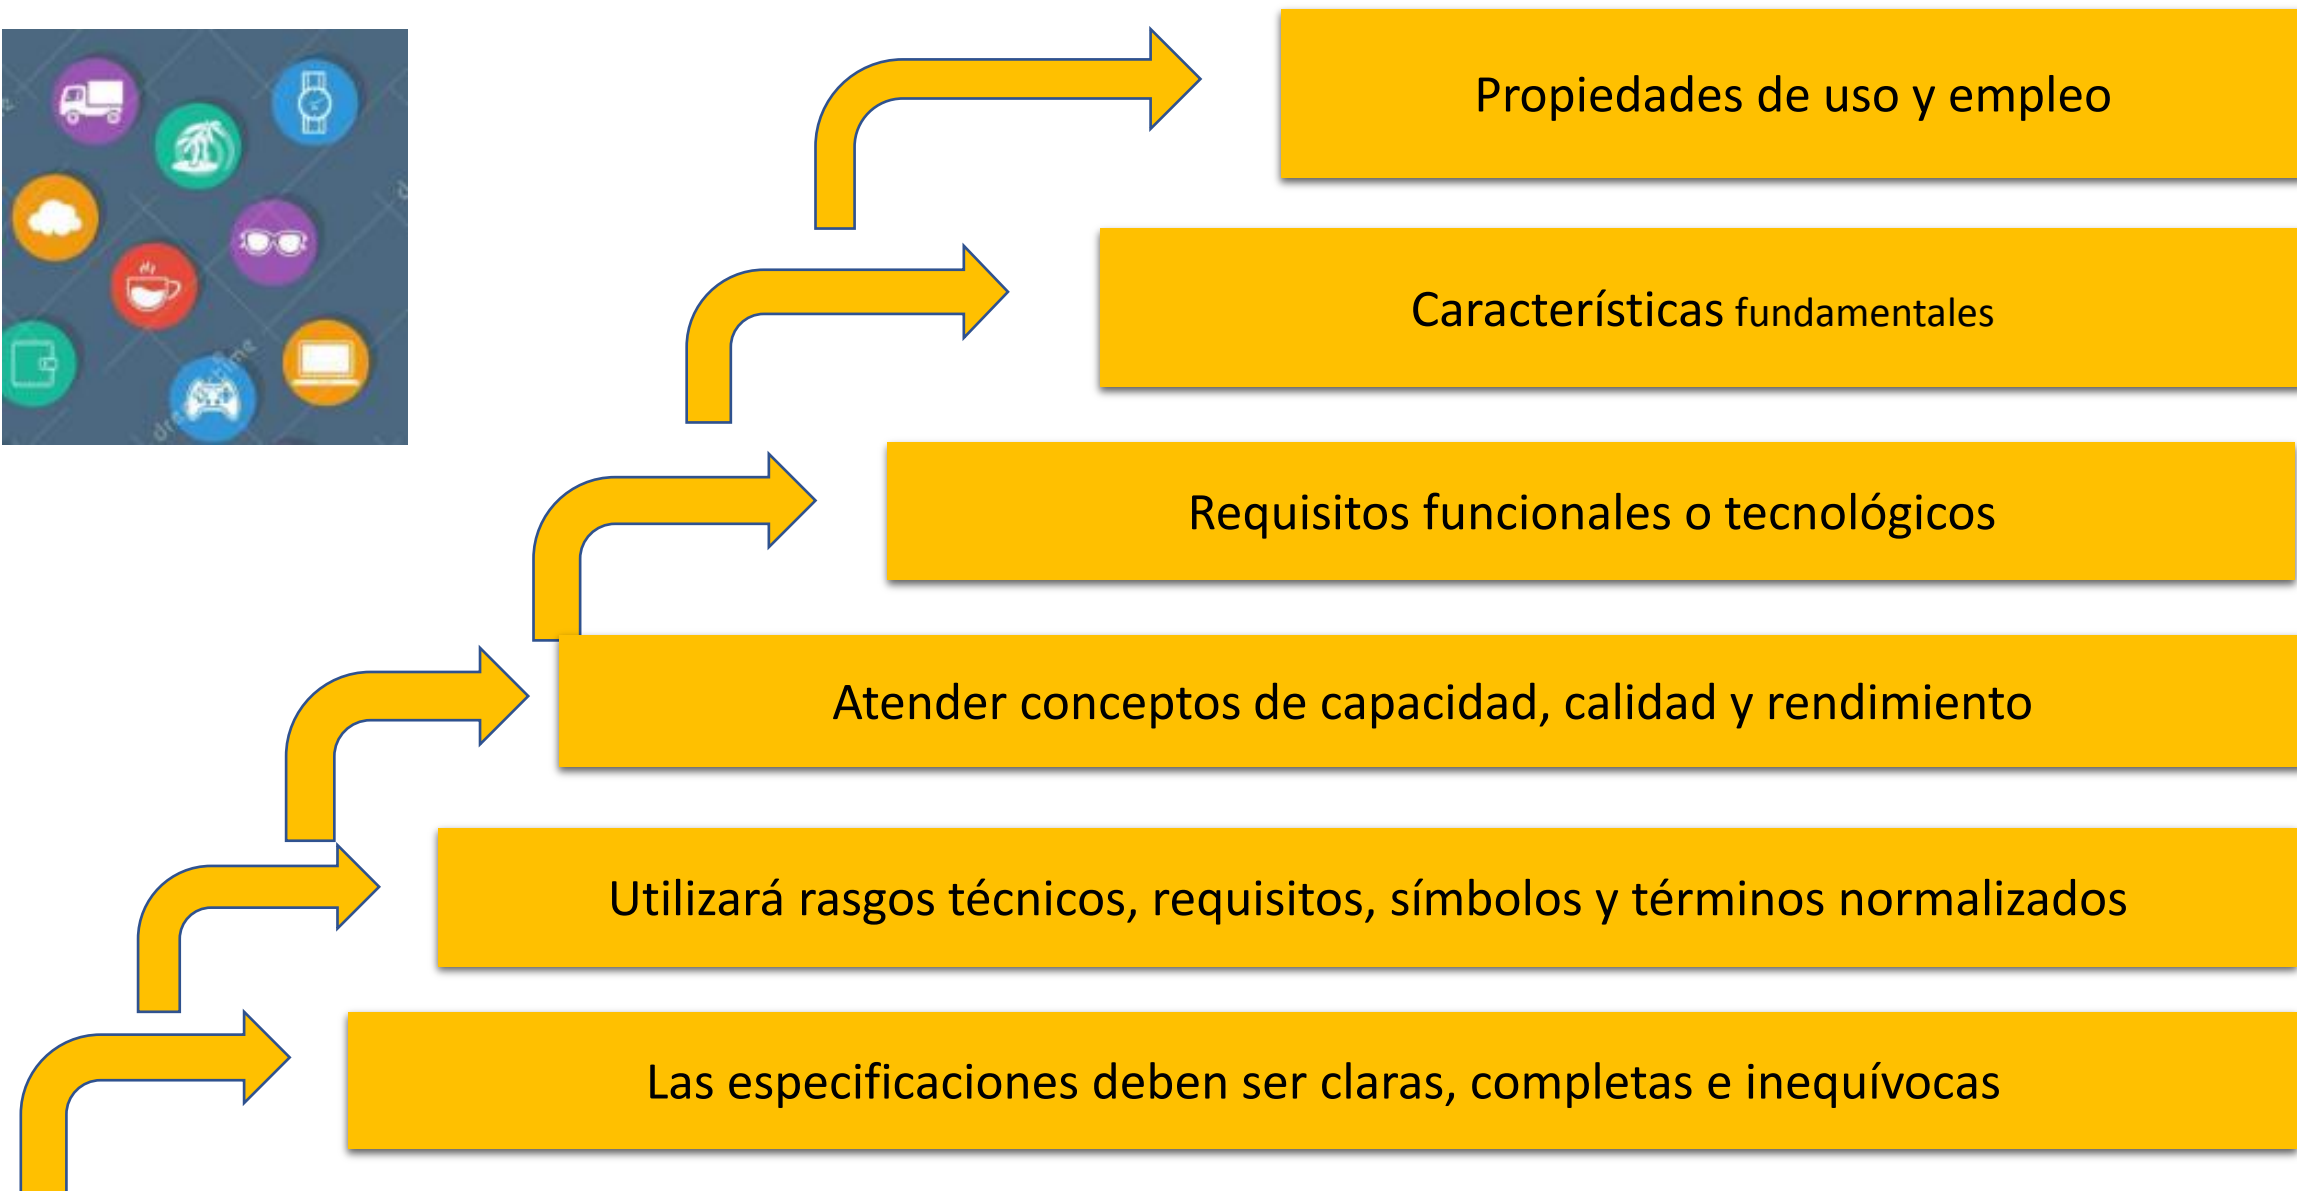 Propiedades de uso y empleo
Características fundamentales
Requisitos funcionales o tecnológicos
Atender conceptos de capacidad, calidad y rendimiento
Utilizará rasgos técnicos, requisitos, símbolos y términos normalizados
Las especificaciones deben ser claras, completas e inequívocas